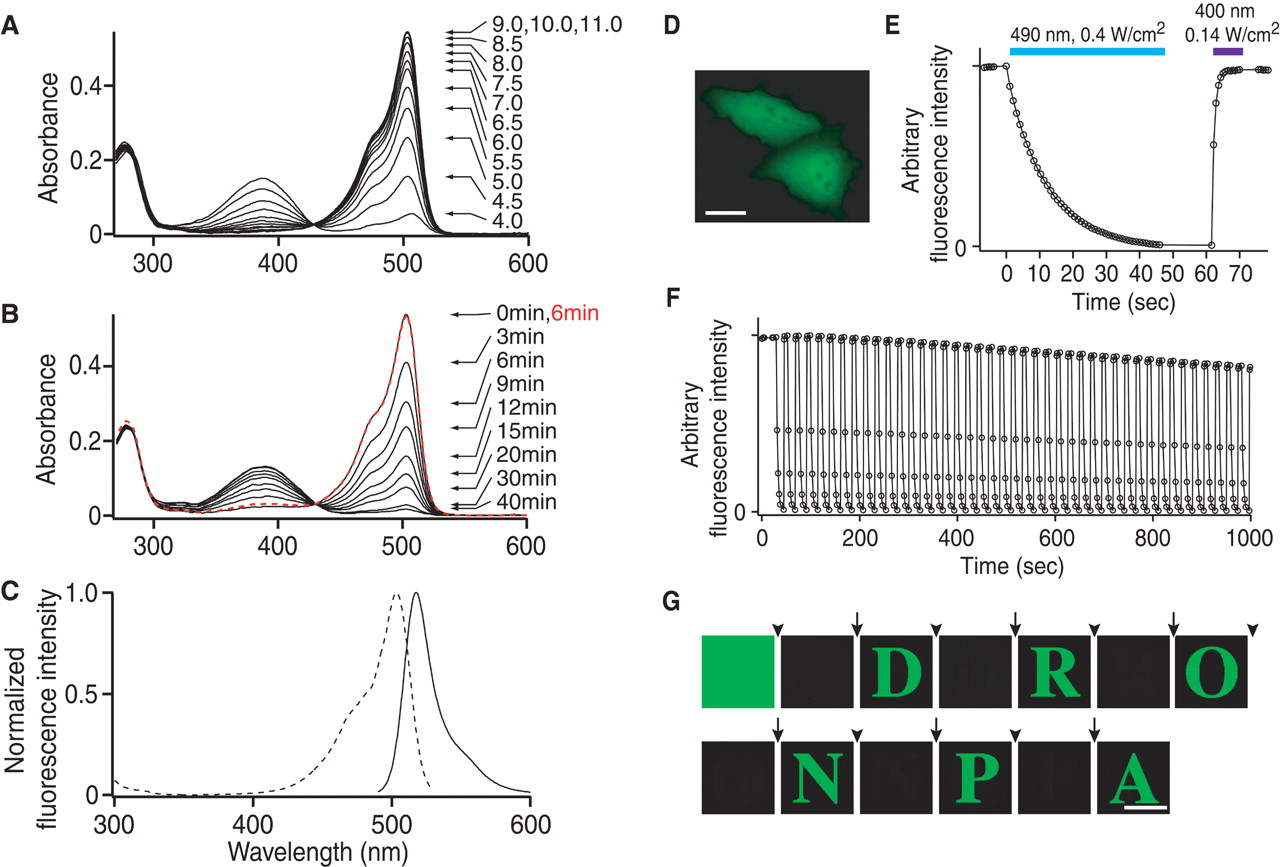 A
Absorbance
0.4
0.2
0
300
400
500
600
9.0,10.0,11.0
8.5
8.0
7.5
7.0
6.5
6.0
5.5
5.0
4.5
4.0
B
Absorbance
0.4
0.2
0
300
400
500
600
0min,6min
3min
6min
9min
12min
15min
20min
30min
40min
C
Normalized
fluorescence intensity
1.0
0.5
0
300
400
500
600
Wavelength (nm)
D
E
490 nm, 0.4 W/cm2
400 nm
0.14 W/cm2
Arbitrary
fluorescence intensity
0
0 10 20 30 40 50 60 70
Time (sec)
F
Arbitrary
fluorescence intensity
0
0 200 400 600 800 1000
Time (sec)
G
D R O
N P A